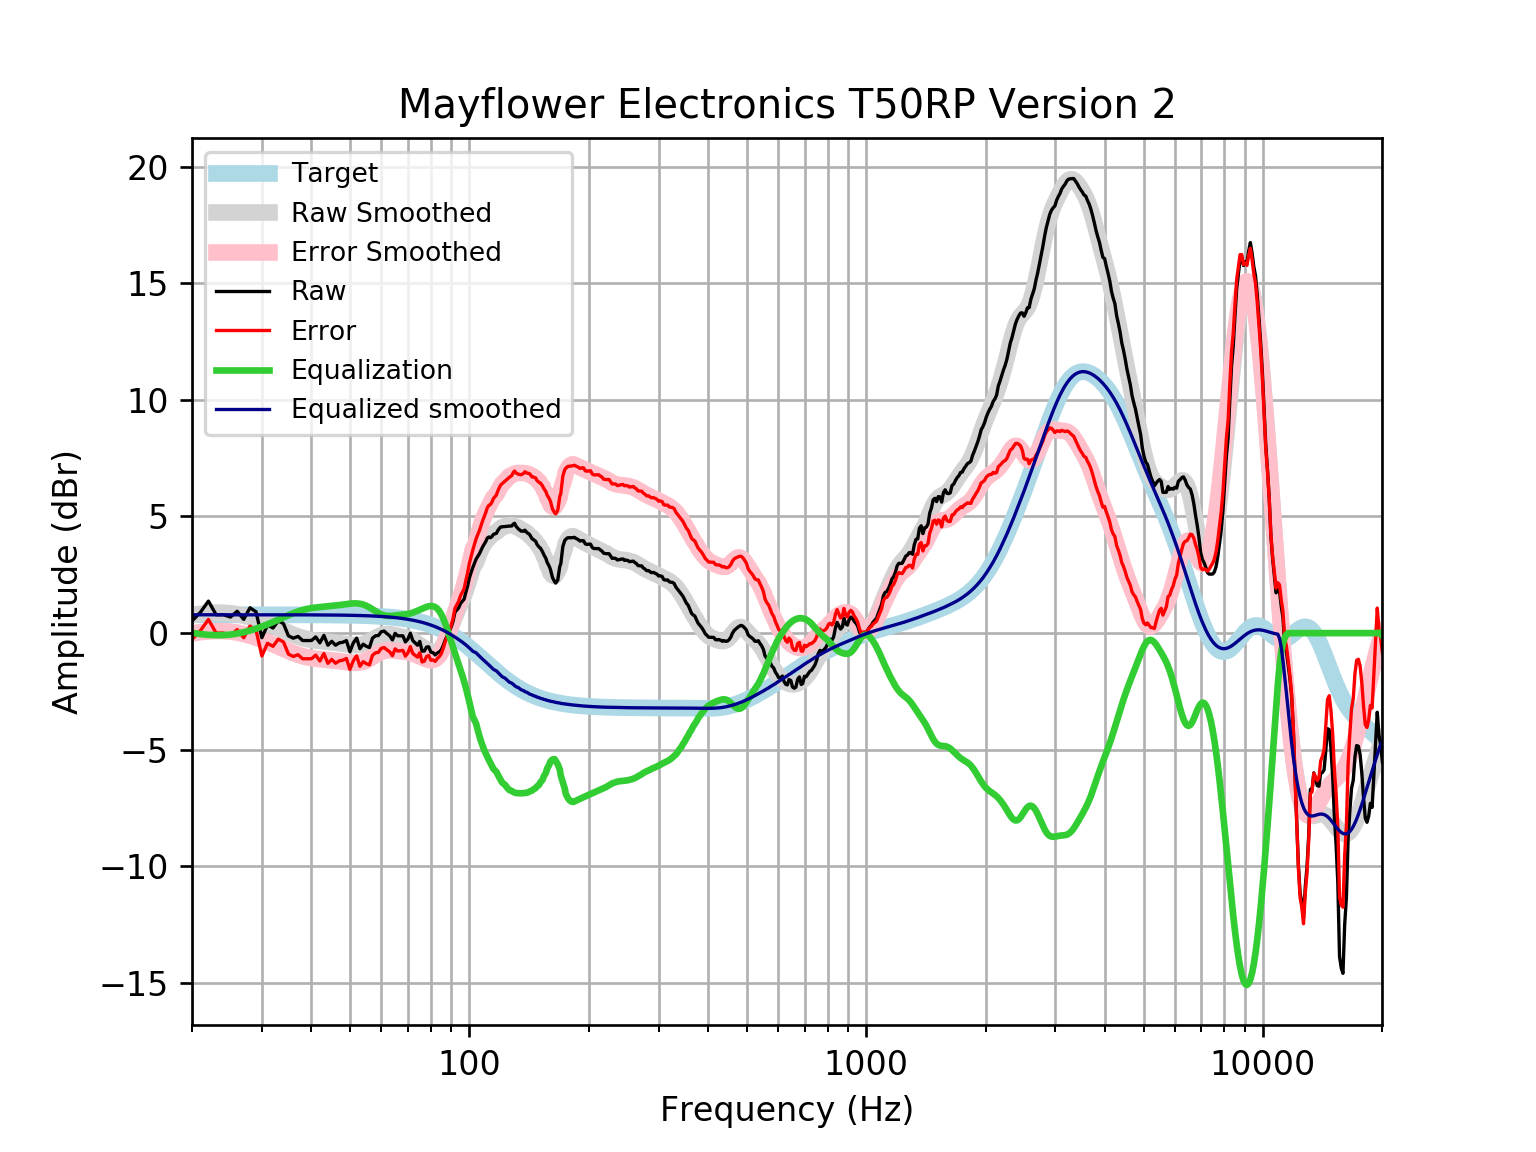 Mayflower Electronics T50RP Version 2
Target
Raw Smoothed
Error Smoothed
Raw
Error
Equalization
Equalized smoothed
20
15
10
5
0
−5
−10
−15
Amplitude (dBr)
100
1000
10000
Frequency (Hz)